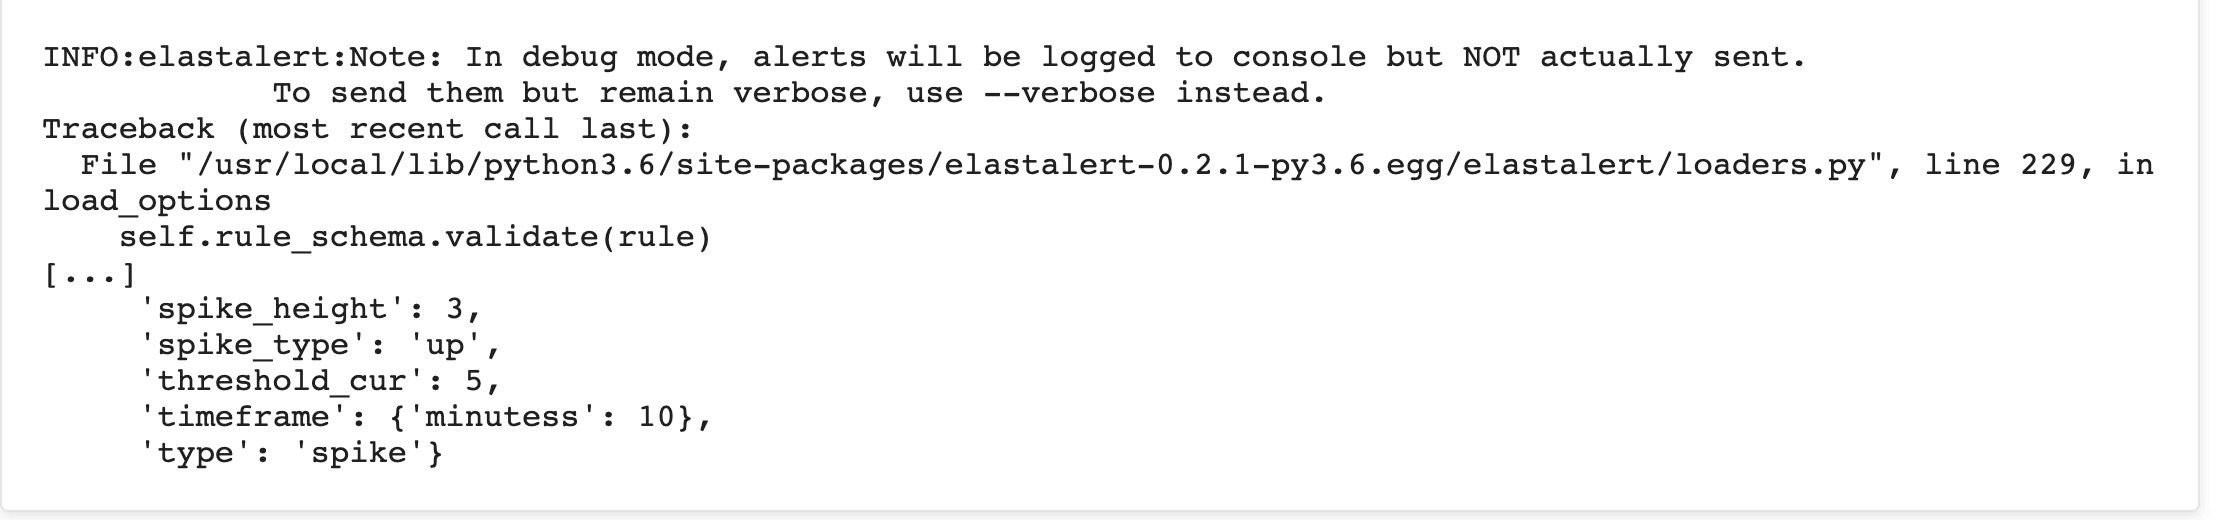 INFO:elastalert:Note: In debug mode, alerts will be logged to console but NOT actually sent.
            To send them but remain verbose, use --verbose instead.
Traceback (most recent call last):
  File "/usr/local/lib/python3.6/site-packages/elastalert-0.2.1-py3.6.egg/elastalert/loaders.py", line 229, in
load_options
    self.rule_schema.validate(rule)
[...]
     'spike_height': 3,
     'spike_type': 'up',
     'threshold_cur': 5,
     'timeframe': {'minutess': 10},
     'type': 'spike'}